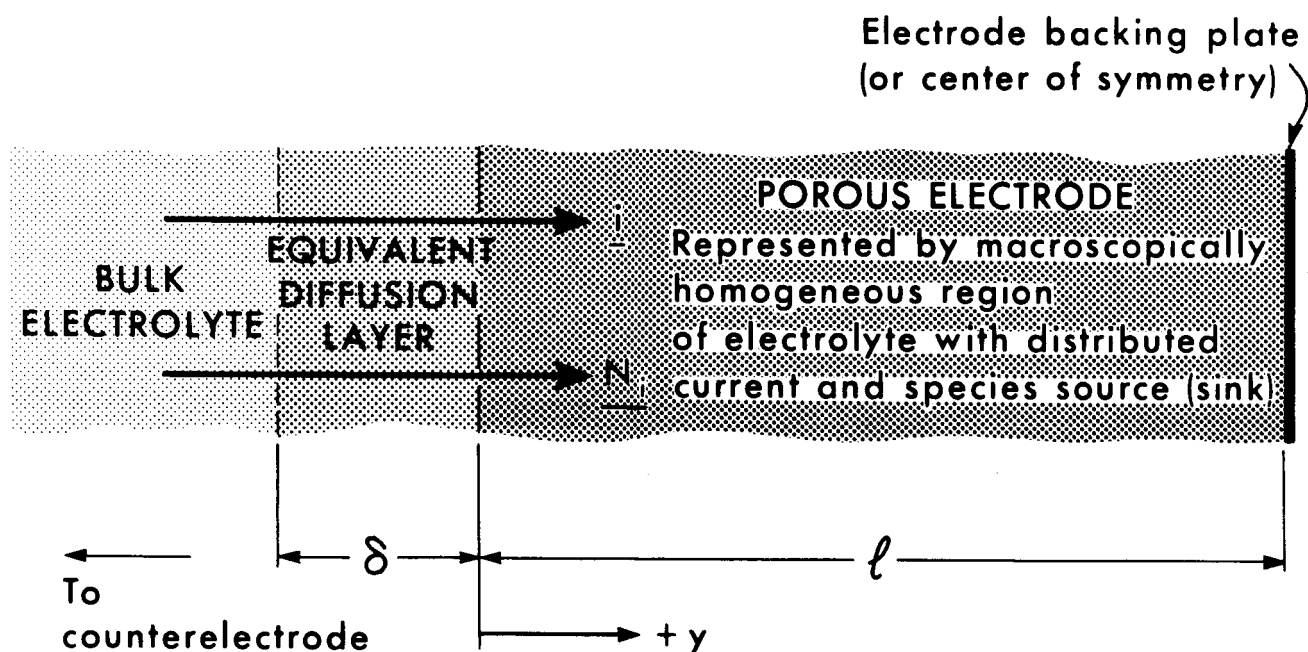 Electrode backing plate
(or center of symmetry)
POROUS ELECTRODE
i
Represented by macroscopically
EQUIVALENT
homogeneous region
BULK
DIFFUSION
ELECTROLYTE
LAYER
of electrolyte with distributed
N i
current and species source (sink)
δ
ℓ
To
counterelectrode
+ y